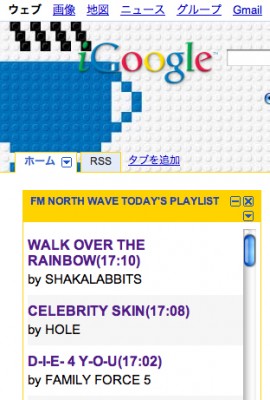 ウェブ 画像 地図 ニュース グループ Gmail
iGoogle™
ホーム RSS タブを追加
FM NORTH WAVE TODAY'S PLAYLIST
WALK OVER THE
RAINBOW(17:10)
by SHAKALABBITS
CELEBRITY SKIN(17:08)
by HOLE
D-I-E- 4 Y-O-U(17:02)
by FAMILY FORCE 5